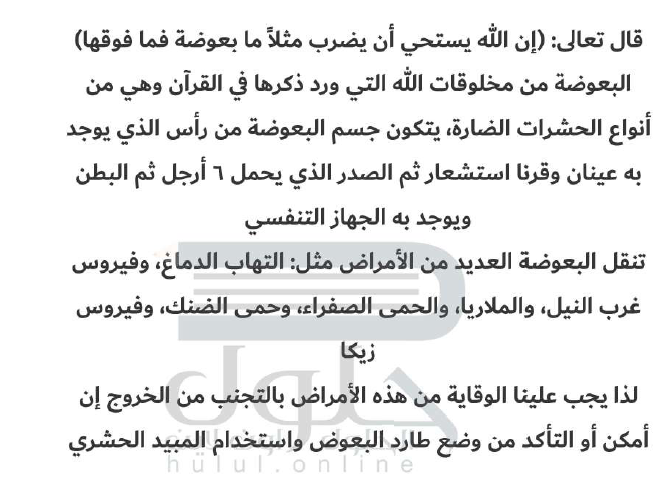 قال تعالى: (إن الله يستحي أن يضرب مثلاً ما بعوضة فما فوقها)
البعوضة من مخلوقات الله التي ورد ذكرها في القرآن وهي من
أنواع الحشرات الضارة، يتكون جسم البعوضة من رأس الذي يوجد
به عينان وقرنا استشعار ثم الصدر الذي يحمل ٦ أرجل ثم البطن
ويوجد به الجهاز التنفسي
تنقل البعوضة العديد من الأمراض مثل: التهاب الدماغ، وفيروس
غرب النيل، والملاريا، والحمى الصفراء، وحمى الضنك، وفيروس
زيكا
لذا يجب علينا الوقاية من هذه الأمراض بالتجنب من الخروج إن
أمكن أو التأكد من وضع طارد البعوض واستخدام المبيد الحشري
حلول
hulul.online